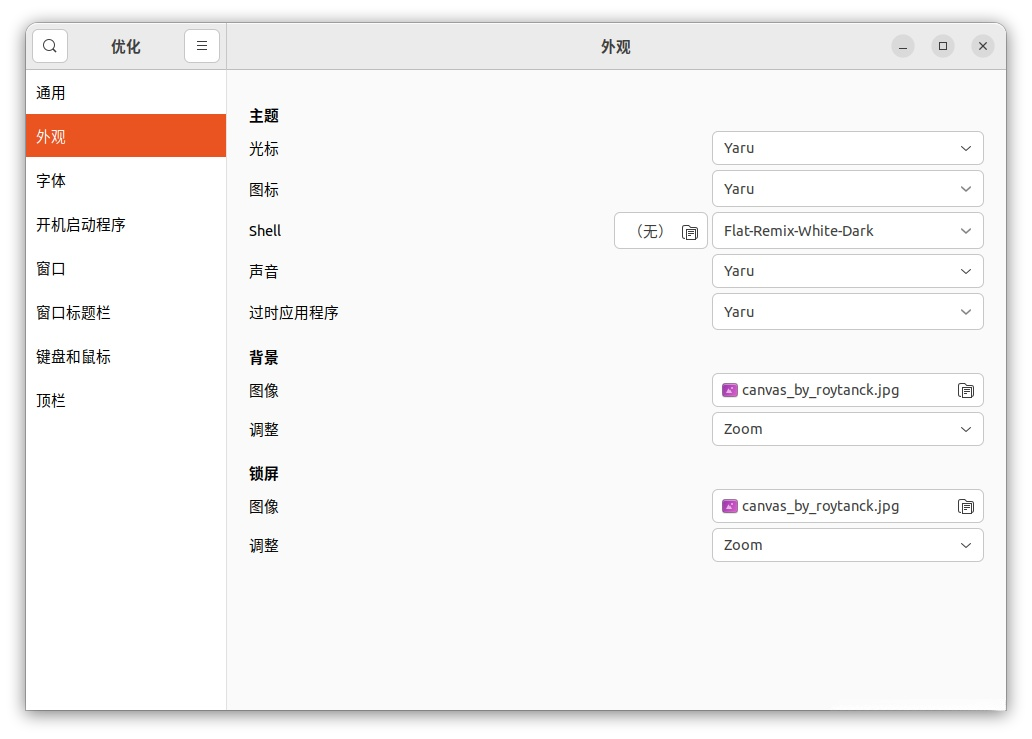 优化
外观
通用
外观
字体
开机启动程序
窗口
窗口标题栏
键盘和鼠标
顶栏
主题
光标 Yaru
图标 Yaru
Shell （无） Flat-Remix-White-Dark
声音 Yaru
过时应用程序 Yaru
背景
图像 canvas_by_roytanck.jpg
调整 Zoom
锁屏
图像 canvas_by_roytanck.jpg
调整 Zoom